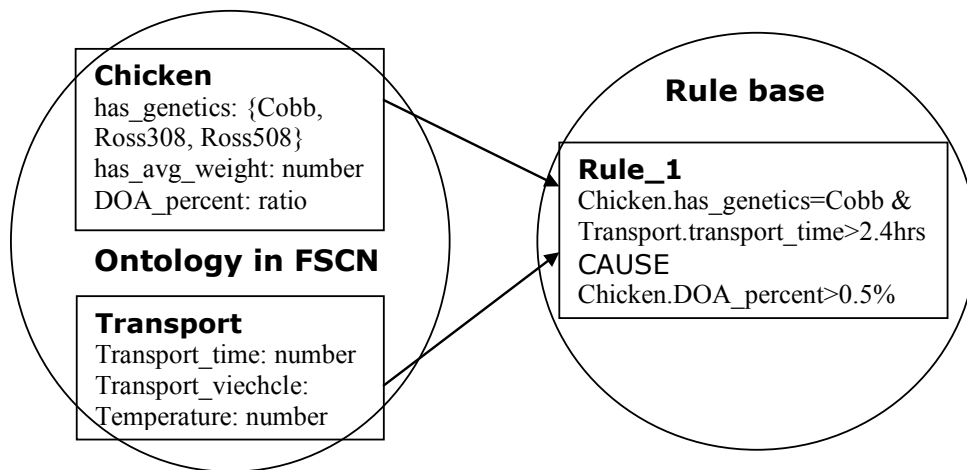 Chicken
has_genetics: {Cobb,
Ross308, Ross508}
has_avg_weight: number
DOA_percent: ratio
Ontology in FSCN
Transport
Transport_time: number
Transport_viechcle:
Temperature: number
Rule base
Rule_1
Chicken.has_genetics=Cobb &
Transport.transport_time>2.4hrs
CAUSE
Chicken.DOA_percent>0.5%